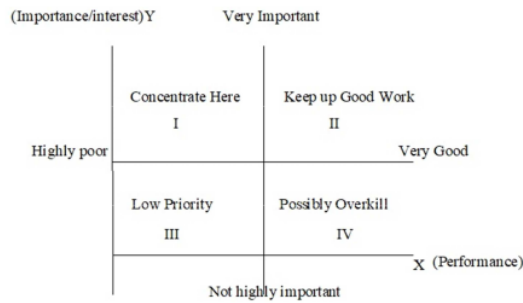 (Importance/interest)Y Very Important
Concentrate Here Keep up Good Work
I II
Highly poor Very Good
Low Priority Possibly Overkill
III IV
X (Performance)
Not highly important